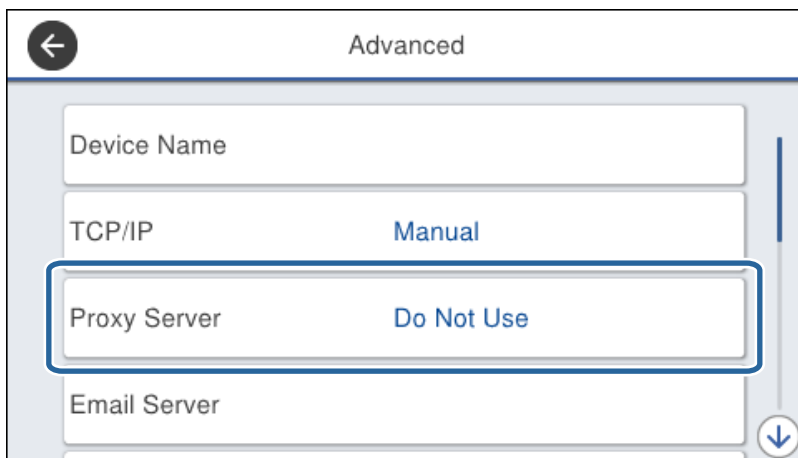 Advanced
Device Name
TCP/IP Manual
Proxy Server Do Not Use
Email Server